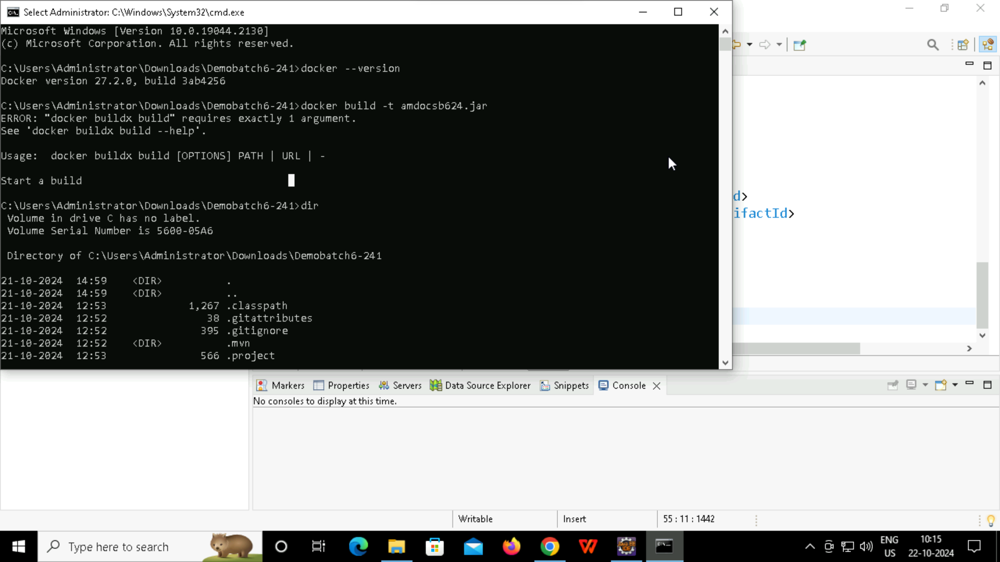 Select Administrator: C:\Windows\System32\cmd.exe
Microsoft Windows [Version 10.0.19044.2130]
(c) Microsoft Corporation. All rights reserved.
C:\Users\Administrator\Downloads\Demobatch6-241>docker --version
Docker version 27.2.0, build 3ab4256
C:\Users\Administrator\Downloads\Demobatch6-241>docker build -t amdocsb624.jar
ERROR: "docker buildx build" requires exactly 1 argument.
See 'docker buildx build --help'.
Usage:  docker buildx build [OPTIONS] PATH | URL | -
Start a build
C:\Users\Administrator\Downloads\Demobatch6-241>dir
Volume in drive C has no label.
Volume Serial Number is 5600-05A6
Directory of C:\Users\Administrator\Downloads\Demobatch6-241
21-10-2024  14:59    <DIR>          .
21-10-2024  14:59    <DIR>          ..
21-10-2024  12:53             1,267 .classpath
21-10-2024  12:52                38 .gitattributes
21-10-2024  12:52               395 .gitignore
21-10-2024  12:52    <DIR>          .mvn
21-10-2024  12:53               566 .project
d>
ifactId>
Markers Properties Servers Data Source Explorer Snippets Console
No consoles to display at this time.
Writable Insert 55 : 11 : 1442
Type here to search
ENG
US
10:15
22-10-2024